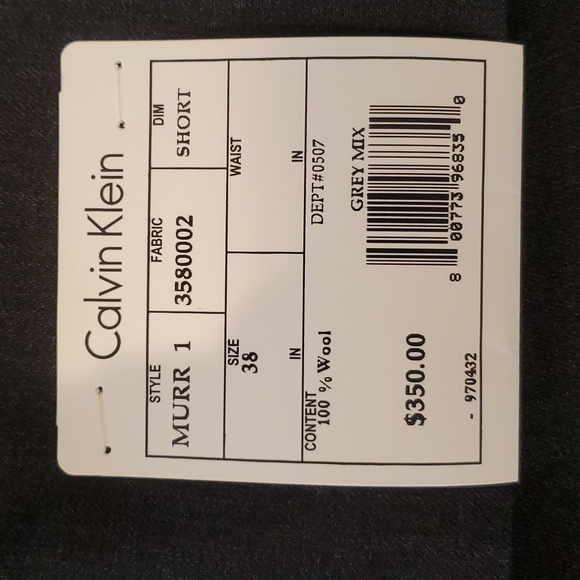 Calvin Klein
STYLE
MURR 1
FABRIC
3580002
DIM
SHORT
SIZE
38
IN
WAIST
IN
CONTENT
100 % Wool
DEPT#0507
GREY MIX
$350.00
8 00773 96835 0
- 970432